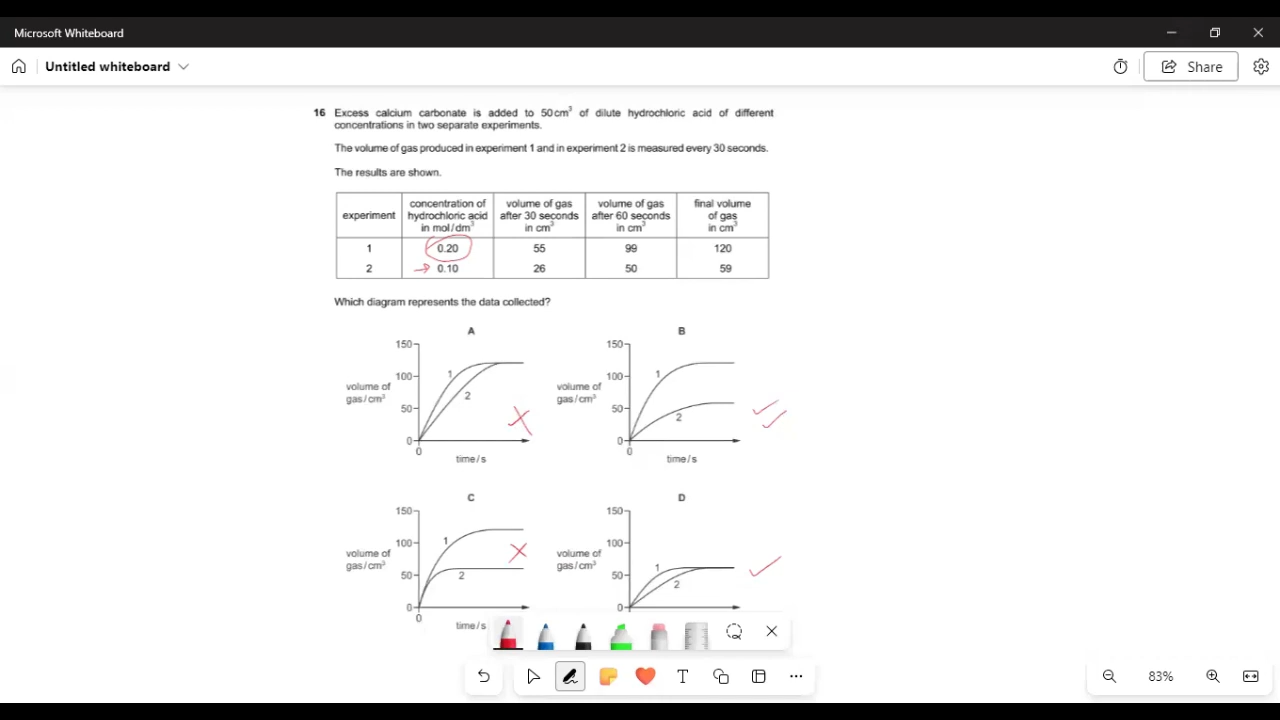 Microsoft Whiteboard
Untitled whiteboard
Share
16 Excess calcium carbonate is added to 50 cm³ of dilute hydrochloric acid of different
concentrations in two separate experiments.
The volume of gas produced in experiment 1 and in experiment 2 is measured every 30 seconds.
The results are shown.
experiment
concentration of
hydrochloric acid
in mol/dm³
volume of gas
after 30 seconds
in cm³
volume of gas
after 60 seconds
in cm³
final volume
of gas
in cm³
1 0.20 55 99 120
2 0.10 26 50 59
Which diagram represents the data collected?
A
150
100
50
0
0
volume of
gas/cm³
1
2
time/s
B
150
100
50
0
0
volume of
gas/cm³
1
2
time/s
C
150
100
50
0
0
volume of
gas/cm³
1
2
time/s
D
150
100
50
0
volume of
gas/cm³
1
2
T
83%